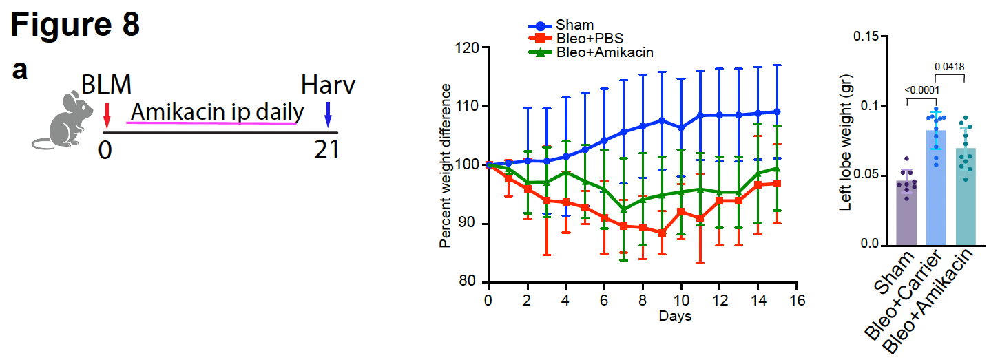 Figure 8
a
BLM
Harv
Amikacin ip daily
0
21
Sham
Bleo+PBS
Bleo+Amikacin
Percent weight difference
120
110
100
90
80
0 2 4 6 8 10 12 14 16
Days
Left lobe weight (gr)
0.15
0.1
0.05
0.0
<0.0001
0.0418
Sham
Bleo+Carrier
Bleo+Amikacin